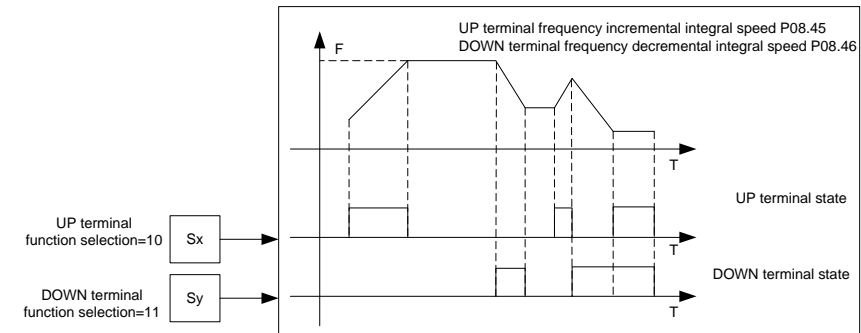 UP terminal frequency incremental integral speed P08.45
DOWN terminal frequency decremental integral speed P08.46
F
T
UP terminal state
UP terminal
function selection=10
Sx
T
DOWN terminal state
DOWN terminal
function selection=11
Sy
T